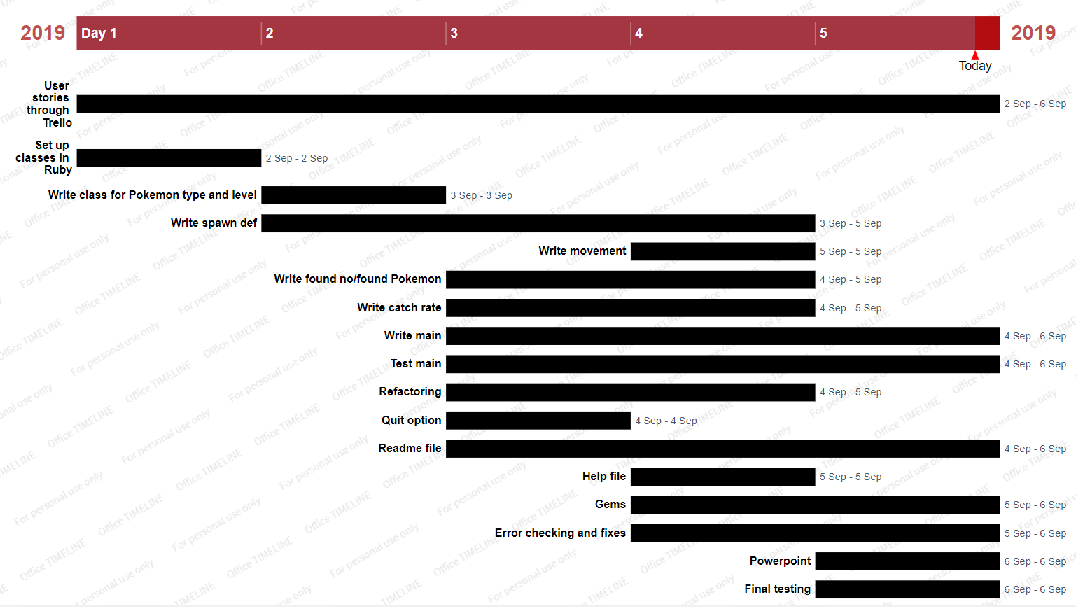 2019 Day 1 2 3 4 5 2019
Today
User
stories
through
Trello
2 Sep - 6 Sep
Set up
classes in
Ruby
2 Sep - 2 Sep
Write class for Pokemon type and level 3 Sep - 3 Sep
Write spawn def 3 Sep - 5 Sep
Write movement 5 Sep - 5 Sep
Write found no/found Pokemon 4 Sep - 5 Sep
Write catch rate 4 Sep - 5 Sep
Write main 4 Sep - 6 Sep
Test main 4 Sep - 6 Sep
Refactoring 4 Sep - 5 Sep
Quit option 4 Sep - 4 Sep
Readme file 4 Sep - 6 Sep
Help file 5 Sep - 5 Sep
Gems 5 Sep - 6 Sep
Error checking and fixes 5 Sep - 6 Sep
Powerpoint 6 Sep - 6 Sep
Final testing 6 Sep - 6 Sep
Office TIMELINE For personal use only